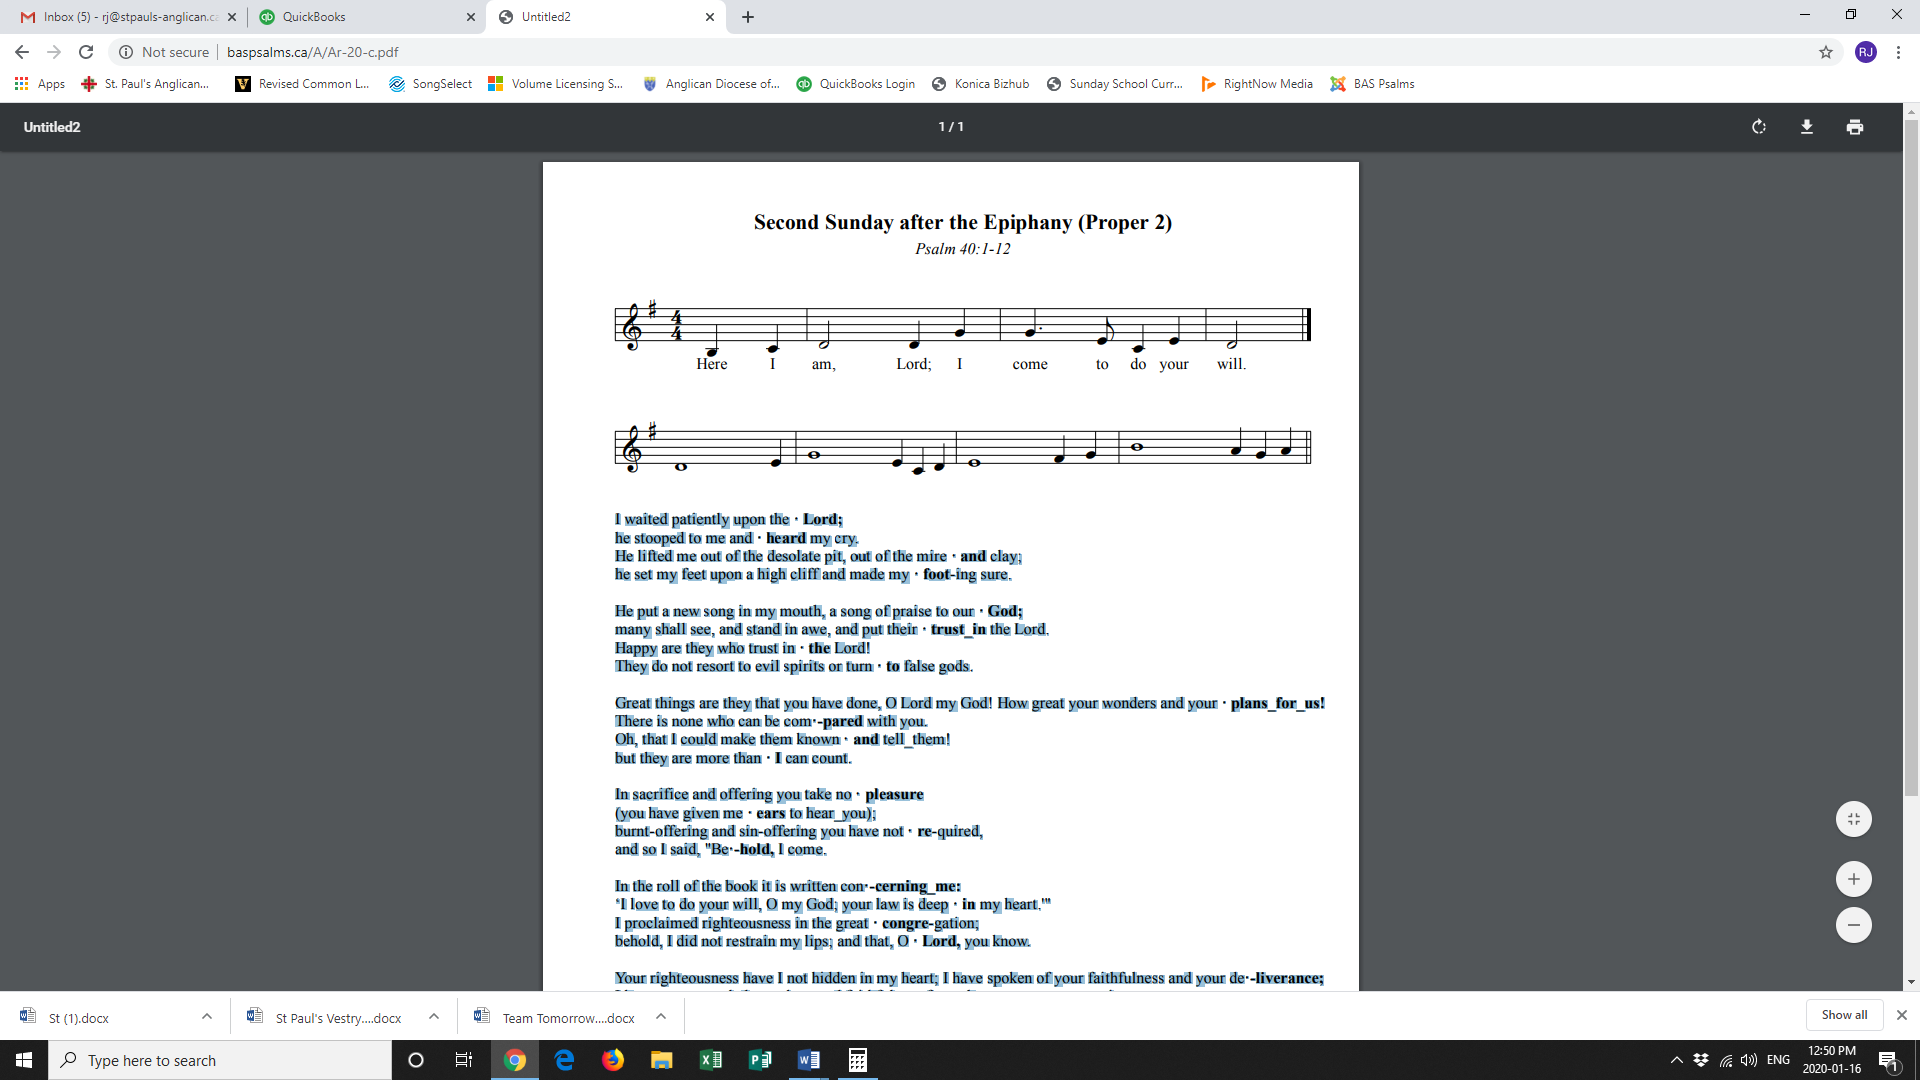 Inbox (5) - rj@stpauls-anglican.ca
QuickBooks
Untitled2
Not secure
baspsalms.ca/A/Ar-20-c.pdf
RJ
Apps
St. Paul's Anglican...
Revised Common L...
SongSelect
Volume Licensing S...
Anglican Diocese of...
QuickBooks Login
Konica Bizhub
Sunday School Curr...
RightNow Media
BAS Psalms
Untitled2
1 / 1
Second Sunday after the Epiphany (Proper 2)
Psalm 40:1-12
4
4
Here I am, Lord; I come to do your will.
I waited patiently upon the · Lord;
he stooped to me and · heard my cry.
He lifted me out of the desolate pit, out of the mire · and clay;
he set my feet upon a high cliff and made my · foot-ing sure.
He put a new song in my mouth, a song of praise to our · God;
many shall see, and stand in awe, and put their · trust_in the Lord.
Happy are they who trust in · the Lord!
They do not resort to evil spirits or turn · to false gods.
Great things are they that you have done, O Lord my God! How great your wonders and your · plans_for_us!
There is none who can be com·-pared with you.
Oh, that I could make them known · and tell_them!
but they are more than · I can count.
In sacrifice and offering you take no · pleasure
(you have given me · ears to hear_you);
burnt-offering and sin-offering you have not · re-quired,
and so I said, "Be·-hold, I come.
In the roll of the book it is written con·-cerning_me:
'I love to do your will, O my God; your law is deep · in my heart.'"
I proclaimed righteousness in the great · congre-gation;
behold, I did not restrain my lips; and that, O · Lord, you know.
Your righteousness have I not hidden in my heart; I have spoken of your faithfulness and your de·-liverance;
St (1).docx
St Paul's Vestry....docx
Team Tomorrow....docx
Show all
Type here to search
ENG
12:50 PM
2020-01-16
1